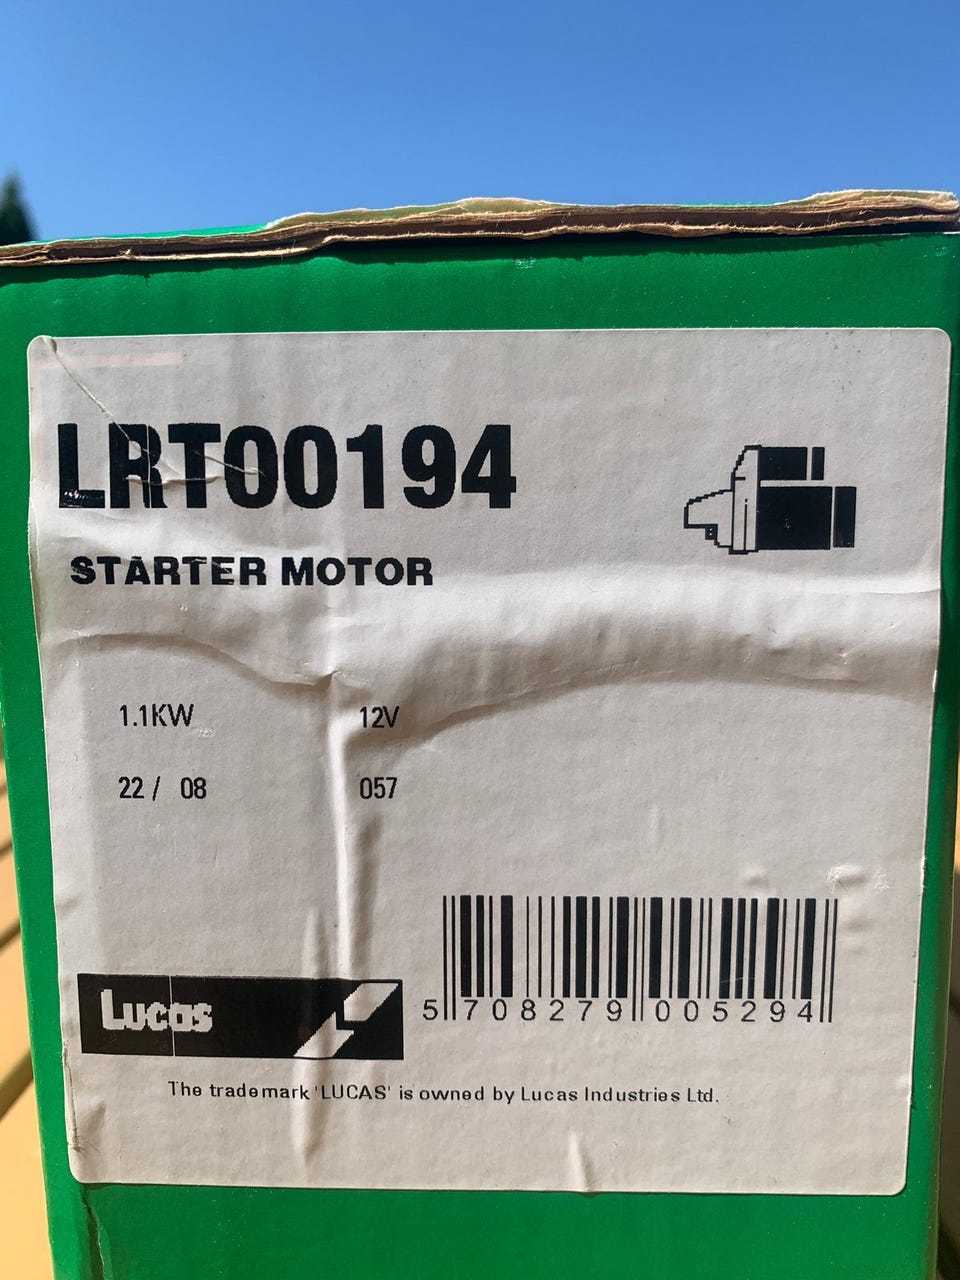 LRT00194
STARTER MOTOR
1.1KW 12V
22 / 08 057
Lucas
5 708279 005294
The trademark 'LUCAS' is owned by Lucas Industries Ltd.